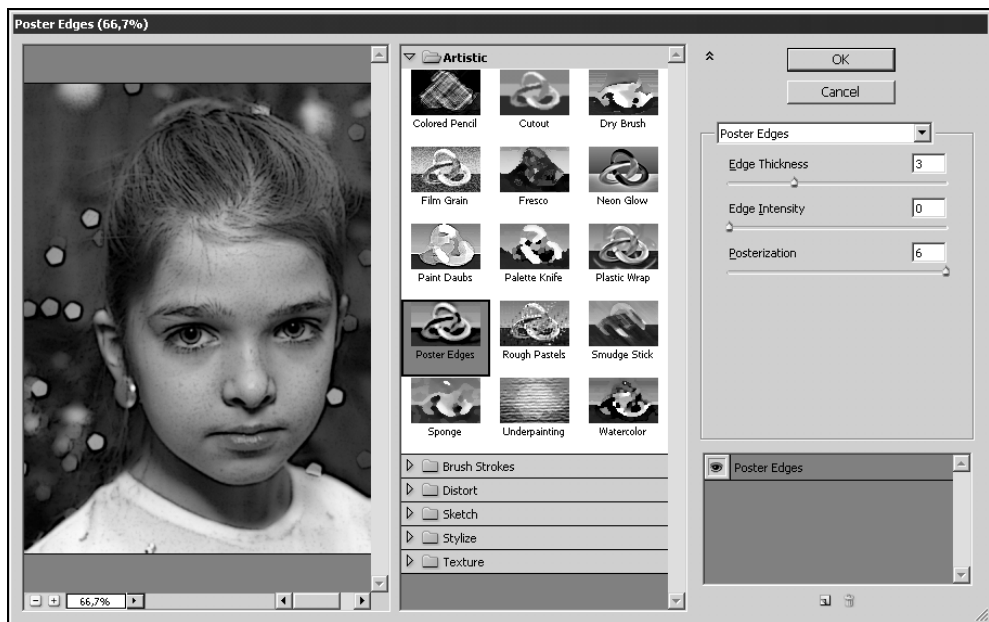 Poster Edges (66,7%)
Artistic
Colored Pencil
Cutout
Dry Brush
Film Grain
Fresco
Neon Glow
Paint Daubs
Palette Knife
Plastic Wrap
Poster Edges
Rough Pastels
Smudge Stick
Sponge
Underpainting
Watercolor
Brush Strokes
Distort
Sketch
Stylize
Texture
66,7%
OK
Cancel
Poster Edges
Edge Thickness 3
Edge Intensity 0
Posterization 6
Poster Edges